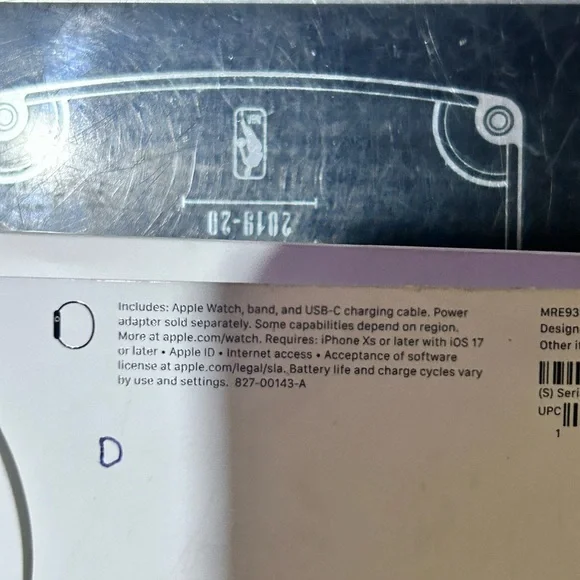 2019-20
Includes: Apple Watch, band, and USB-C charging cable. Power
adapter sold separately. Some capabilities depend on region.
More at apple.com/watch. Requires: iPhone Xs or later with iOS 17
or later • Apple ID • Internet access • Acceptance of software
license at apple.com/legal/sla. Battery life and charge cycles vary
by use and settings. 827-00143-A
MRE93
Design
Other i
(S) Seri
UPC
1
D